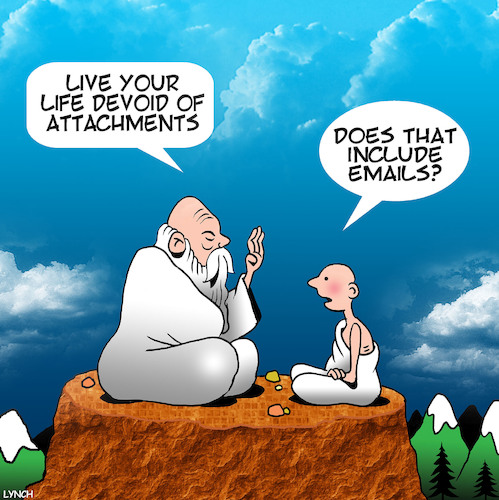 LIVE YOUR
LIFE DEVOID OF
ATTACHMENTS
DOES THAT
INCLUDE
EMAILS?
LYNCH